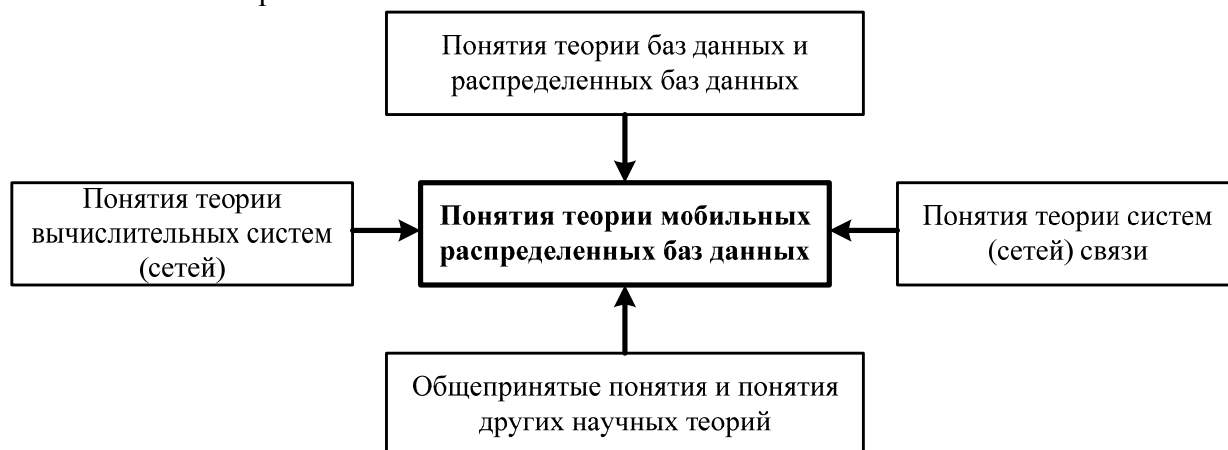 Понятия теории баз данных и
распределенных баз данных
Понятия теории
вычислительных систем
(сетей)
Понятия теории мобильных
распределенных баз данных
Понятия теории систем
(сетей) связи
Общепринятые понятия и понятия
других научных теорий